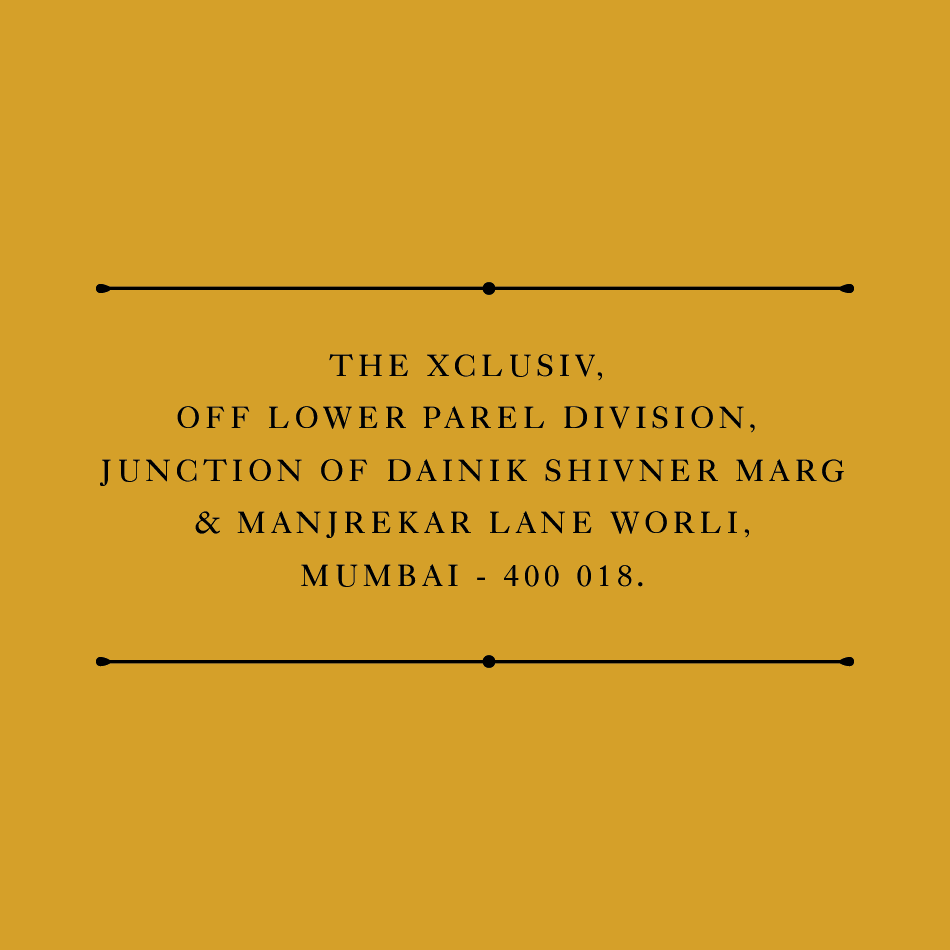 THE XCLUSIV,
OFF LOWER PAREL DIVISION,
JUNCTION OF DAINIK SHIVNER MARG
& MANJREKAR LANE WORLI,
MUMBAI - 400 018.